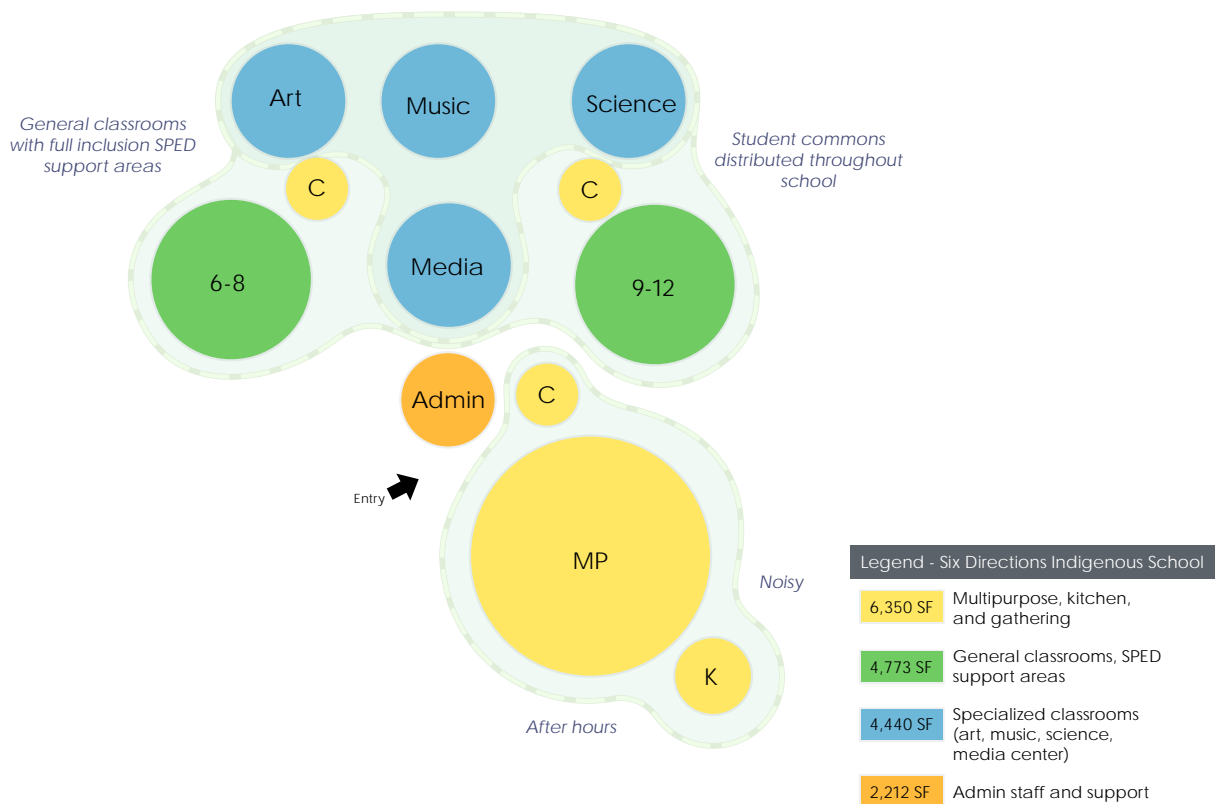 Art
Music
Science
General classrooms
with full inclusion SPED
support areas
Student commons
distributed throughout
school
C
C
6-8
Media
9-12
Admin
C
Entry
MP
Noisy
K
After hours
Legend - Six Directions Indigenous School
6,350 SF
Multipurpose, kitchen,
and gathering
4,773 SF
General classrooms, SPED
support areas
4,440 SF
Specialized classrooms
(art, music, science,
media center)
2,212 SF
Admin staff and support